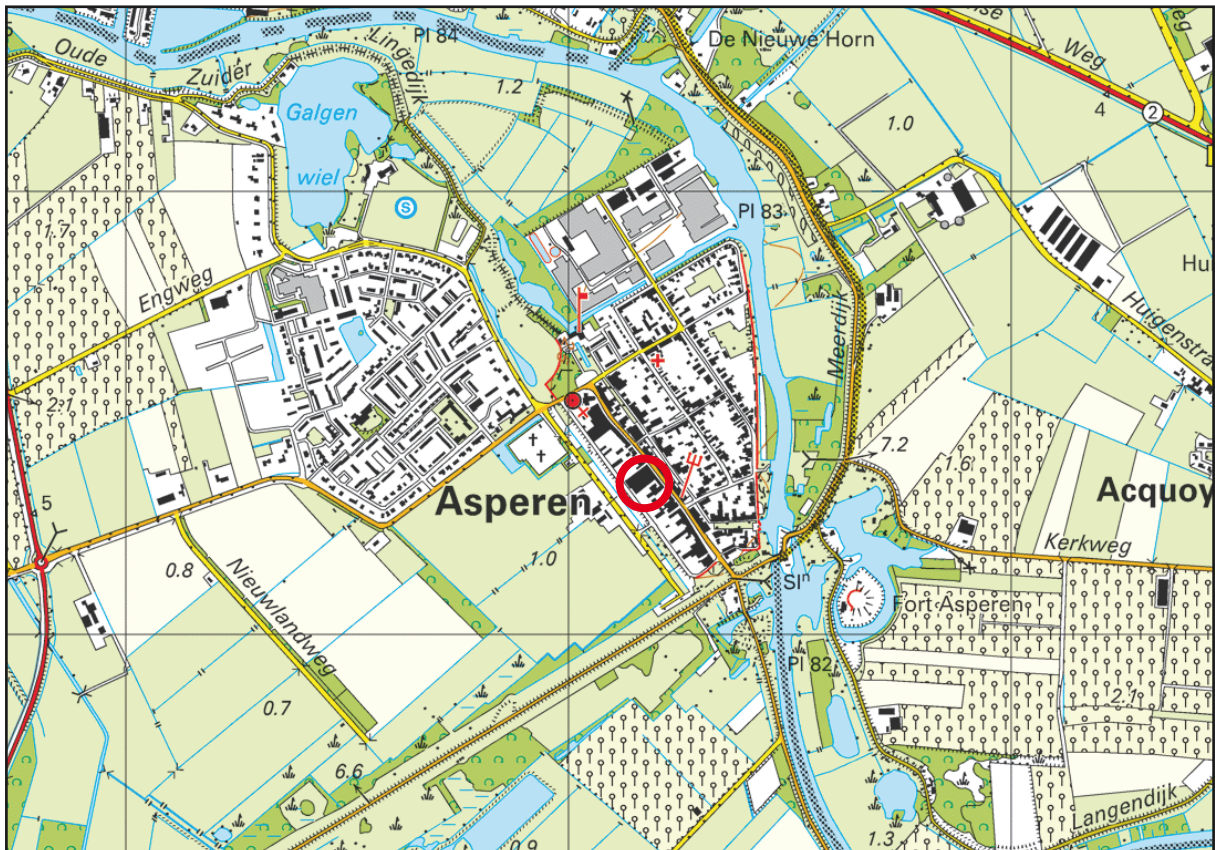 Oude
Zuider
Lingedijk
Pl 84
De Nieuwe Horn
Weg
Galgen
wiel
1.2
4
2
1.0
1.7
S
Pl 83
Engweg
Meerdijk
Huigenstra
Hui
2.1
7.2
1.6
5
Asperen
Acquoy
1.0
Kerkweg
0.8
Nieuwlandweg
Sln
Fort Asperen
Pl 82
2.1
0.7
6.6
Langendijk
1.3
0.9